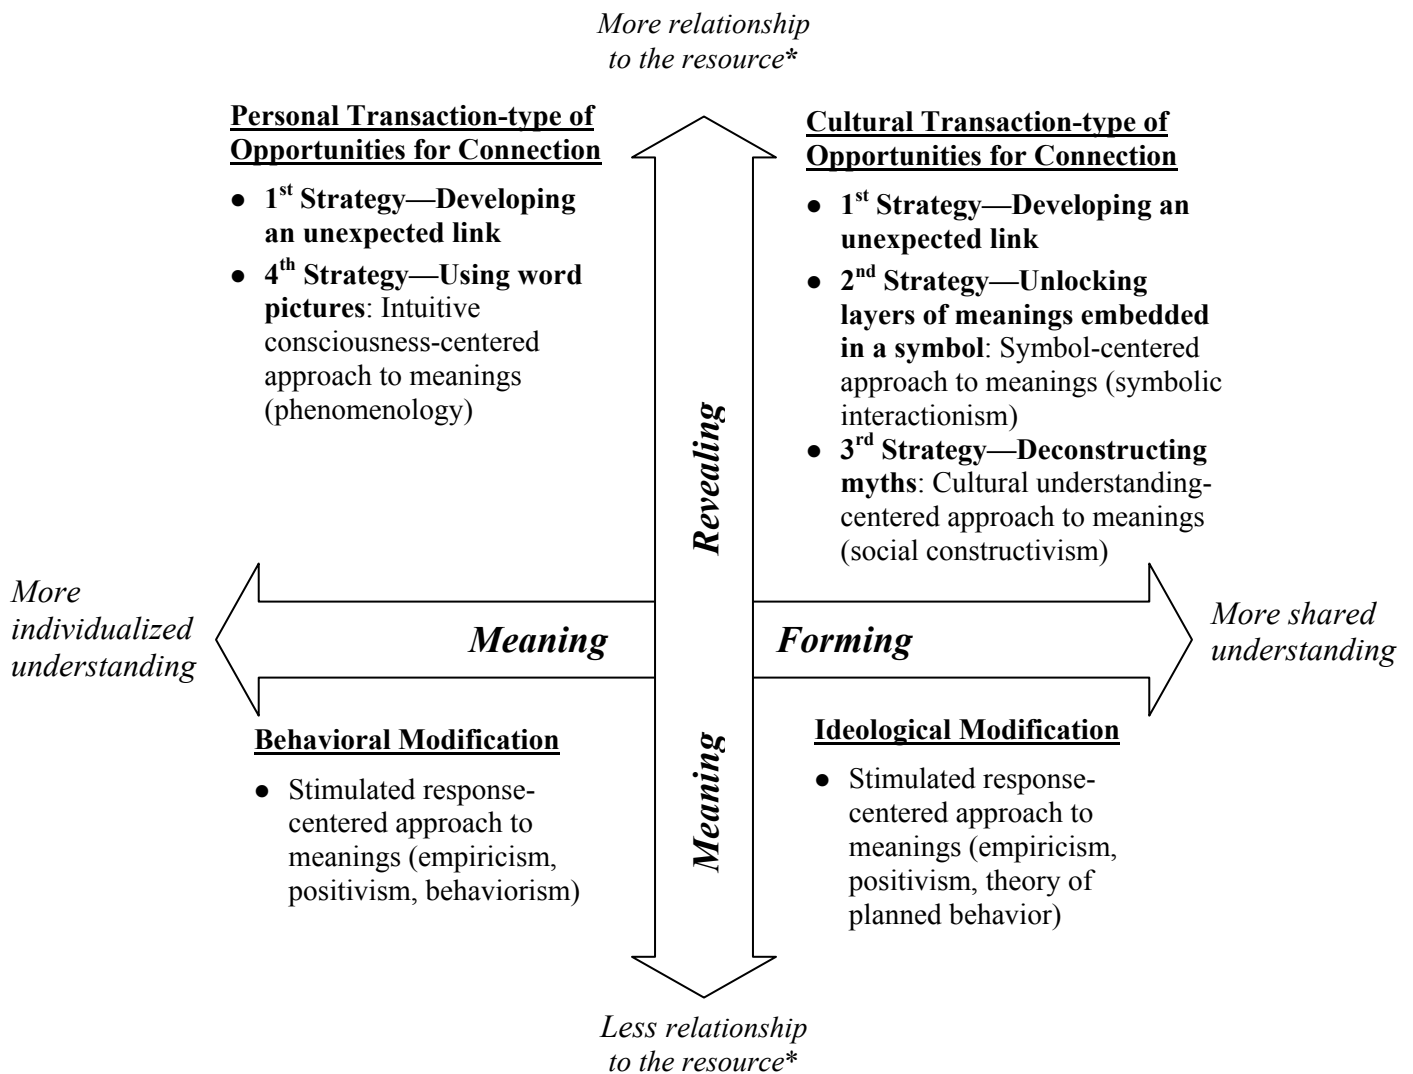 More relationship
to the resource*
Personal Transaction-type of
Opportunities for Connection
● 1st Strategy—Developing
an unexpected link
● 4th Strategy—Using word
pictures: Intuitive
consciousness-centered
approach to meanings
(phenomenology)
Cultural Transaction-type of
Opportunities for Connection
● 1st Strategy—Developing an
unexpected link
● 2nd Strategy—Unlocking
layers of meanings embedded
in a symbol: Symbol-centered
approach to meanings (symbolic
interactionism)
● 3rd Strategy—Deconstructing
myths: Cultural understanding-
centered approach to meanings
(social constructivism)
Meaning Revealing
More
individualized
understanding
Meaning Forming
More shared
understanding
Behavioral Modification
● Stimulated response-
centered approach to
meanings (empiricism,
positivism, behaviorism)
Ideological Modification
● Stimulated response-
centered approach to
meanings (empiricism,
positivism, theory of
planned behavior)
Less relationship
to the resource*